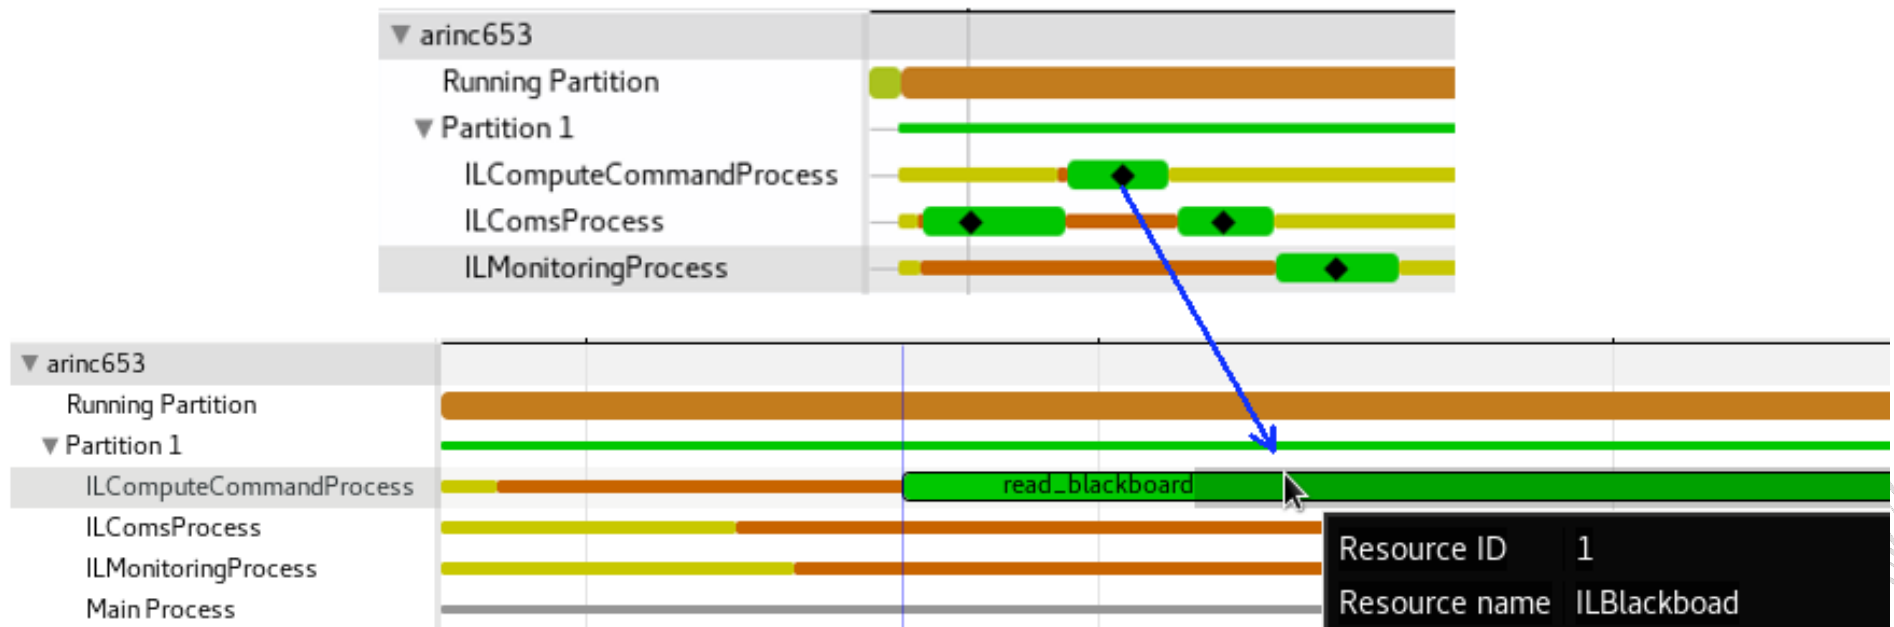 arinc653
Running Partition
Partition 1
ILComputeCommandProcess
ILComsProcess
ILMonitoringProcess
arinc653
Running Partition
Partition 1
ILComputeCommandProcess
read_blackboard
ILComsProcess
ILMonitoringProcess
Main Process
Resource ID 1
Resource name ILBlackboad